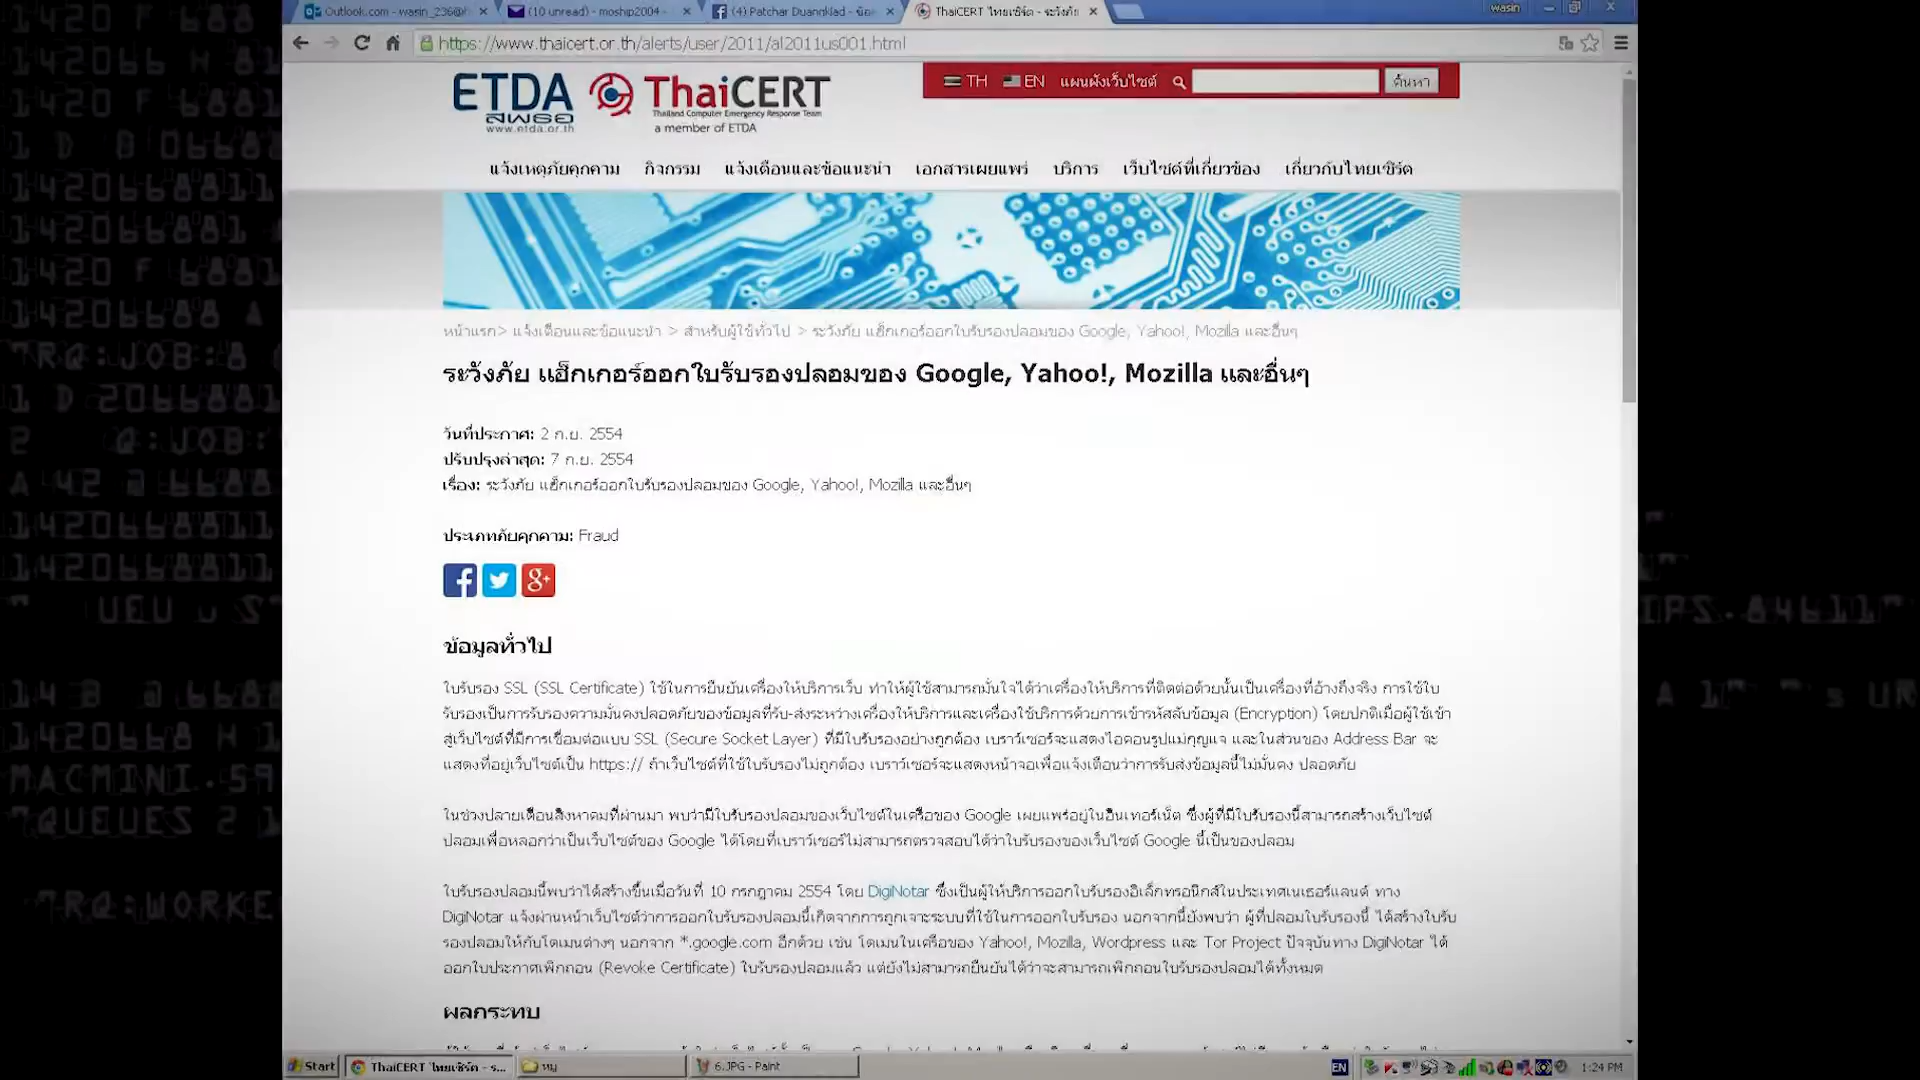 Outlook.com - wasin_236@h
(10 unread) - moship2004 -
(4) Patchar Duangklad - ข้อ
ThaiCERT ไทยเซิร์ต - ระวังภัย
wasin
https://www.thaicert.or.th/alerts/user/2011/al2011us001.html
ETDA
สพธอ
www.etda.or.th
ThaiCERT
Thailand Computer Emergency Response Team
a member of ETDA
TH EN แผนผังเว็บไซต์ ค้นหา
แจ้งเหตุภัยคุกคาม กิจกรรม แจ้งเตือนและข้อแนะนำ เอกสารเผยแพร่ บริการ เว็บไซต์ที่เกี่ยวข้อง เกี่ยวกับไทยเซิร์ต
หน้าแรก> แจ้งเตือนและข้อแนะนำ > สำหรับผู้ใช้ทั่วไป > ระวังภัย แฮ็กเกอร์ออกใบรับรองปลอมของ Google, Yahoo!, Mozilla และอื่นๆ
ระวังภัย แฮ็กเกอร์ออกใบรับรองปลอมของ Google, Yahoo!, Mozilla และอื่นๆ
วันที่ประกาศ: 2 ก.ย. 2554
ปรับปรุงล่าสุด: 7 ก.ย. 2554
เรื่อง: ระวังภัย แฮ็กเกอร์ออกใบรับรองปลอมของ Google, Yahoo!, Mozilla และอื่นๆ
ประเภทภัยคุกคาม: Fraud
ข้อมูลทั่วไป
ใบรับรอง SSL (SSL Certificate) ใช้ในการยืนยันเครื่องให้บริการเว็บ ทำให้ผู้ใช้สามารถมั่นใจได้ว่าเครื่องให้บริการที่ติดต่อด้วยนั้นเป็นเครื่องที่อ้างถึงจริง การใช้ใบ
รับรองเป็นการรับรองความมั่นคงปลอดภัยของข้อมูลที่รับ-ส่งระหว่างเครื่องให้บริการและเครื่องใช้บริการด้วยการเข้ารหัสลับข้อมูล (Encryption) โดยปกติเมื่อผู้ใช้เข้า
สู่เว็บไซต์ที่มีการเชื่อมต่อแบบ SSL (Secure Socket Layer) ที่มีใบรับรองอย่างถูกต้อง เบราว์เซอร์จะแสดงไอคอนรูปแม่กุญแจ และในส่วนของ Address Bar จะ
แสดงที่อยู่เว็บไซต์เป็น https:// ถ้าเว็บไซต์ที่ใช้ใบรับรองไม่ถูกต้อง เบราว์เซอร์จะแสดงหน้าจอเพื่อแจ้งเตือนว่าการรับส่งข้อมูลนี้ไม่มั่นคง ปลอดภัย
ในช่วงปลายเดือนสิงหาคมที่ผ่านมา พบว่ามีใบรับรองปลอมของเว็บไซต์ในเครือของ Google เผยแพร่อยู่ในอินเทอร์เน็ต ซึ่งผู้ที่มีใบรับรองนี้สามารถสร้างเว็บไซต์
ปลอมเพื่อหลอกว่าเป็นเว็บไซต์ของ Google ได้โดยที่เบราว์เซอร์ไม่สามารถตรวจสอบได้ว่าใบรับรองของเว็บไซต์ Google นี้เป็นของปลอม
ใบรับรองปลอมนี้พบว่าได้สร้างขึ้นเมื่อวันที่ 10 กรกฎาคม 2554 โดย DigiNotar ซึ่งเป็นผู้ให้บริการออกใบรับรองอิเล็กทรอนิกส์ในประเทศเนเธอร์แลนด์ ทาง
DigiNotar แจ้งผ่านหน้าเว็บไซต์ว่าการออกใบรับรองปลอมนี้เกิดจากการถูกเจาะระบบที่ใช้ในการออกใบรับรอง นอกจากนี้ยังพบว่า ผู้ที่ปลอมใบรับรองนี้ ได้สร้างใบรับ
รองปลอมให้กับโดเมนต่างๆ นอกจาก *.google.com อีกด้วย เช่น โดเมนในเครือของ Yahoo!, Mozilla, Wordpress และ Tor Project ปัจจุบันทาง DigiNotar ได้
ออกใบประกาศเพิกถอน (Revoke Certificate) ใบรับรองปลอมแล้ว แต่ยังไม่สามารถยืนยันได้ว่าจะสามารถเพิกถอนใบรับรองปลอมได้ทั้งหมด
ผลกระทบ
Start
ThaiCERT ไทยเซิร์ต - ร...
หมู
6.JPG - Paint
EN
1:24 PM